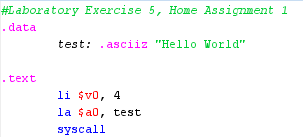 #Laboratory Exercise 5, Home Assignment 1
.data
test: .asciiz "Hello World"
.text
li $v0, 4
la $a0, test
syscall